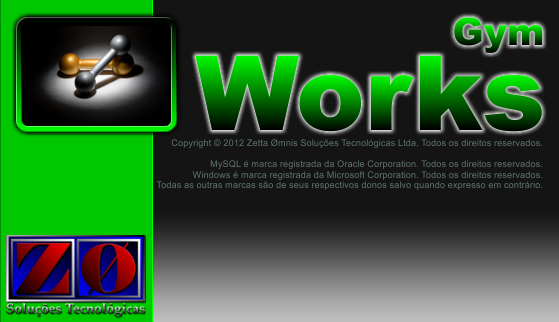 Gym
Works
Copyright © 2012 Zetta Ømnis Soluções Tecnológicas Ltda. Todos os direitos reservados.
MySQL é marca registrada da Oracle Corporation. Todos os direitos reservados.
Windows é marca registrada da Microsoft Corporation. Todos os direitos reservados.
Todas as outras marcas são de seus respectivos donos salvo quando expresso em contrário.
ZØ
Soluções Tecnológicas